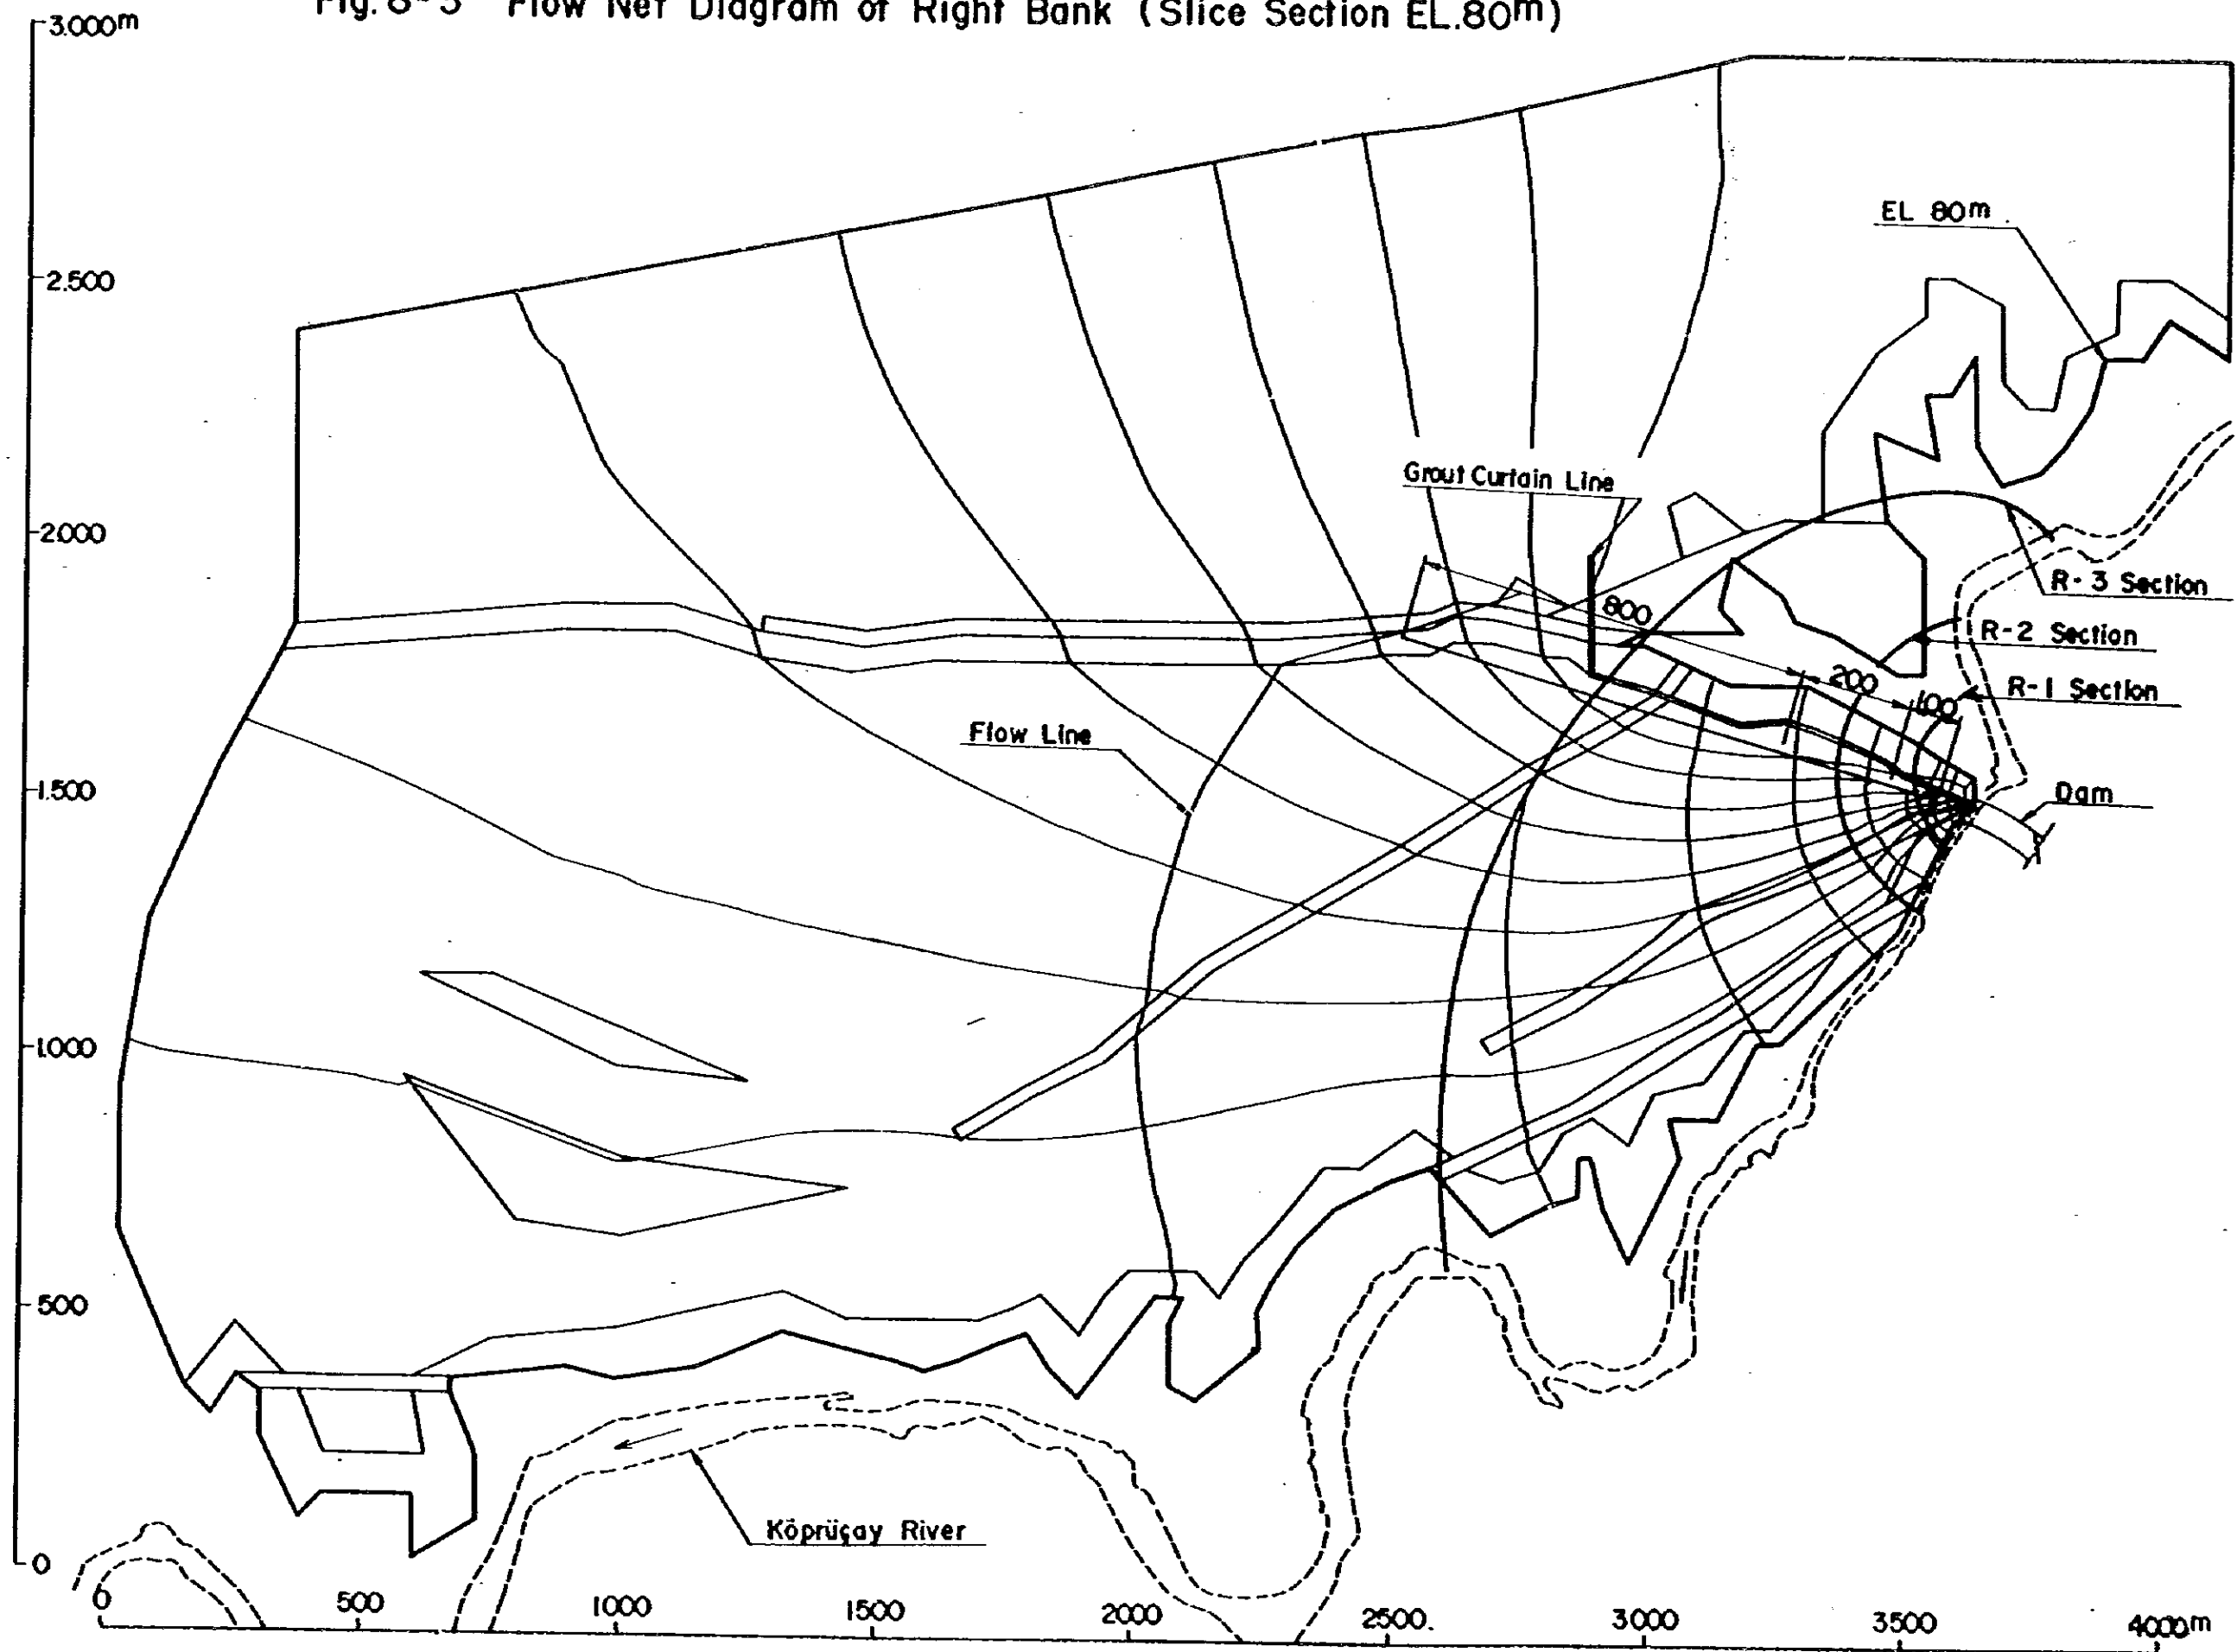 Fig. 8-3 Flow Net Diagram of Right Bank (Slice Section EL.80m)
3.000m
2.500
2.000
1.500
1.000
500
0
EL 80m
Grout Curtain Line
800
200
100
R-3 Section
R-2 Section
R-1 Section
Flow Line
Dam
Köprüçay River
0
500
1000
1500
2000
2500
3000
3500
4000m